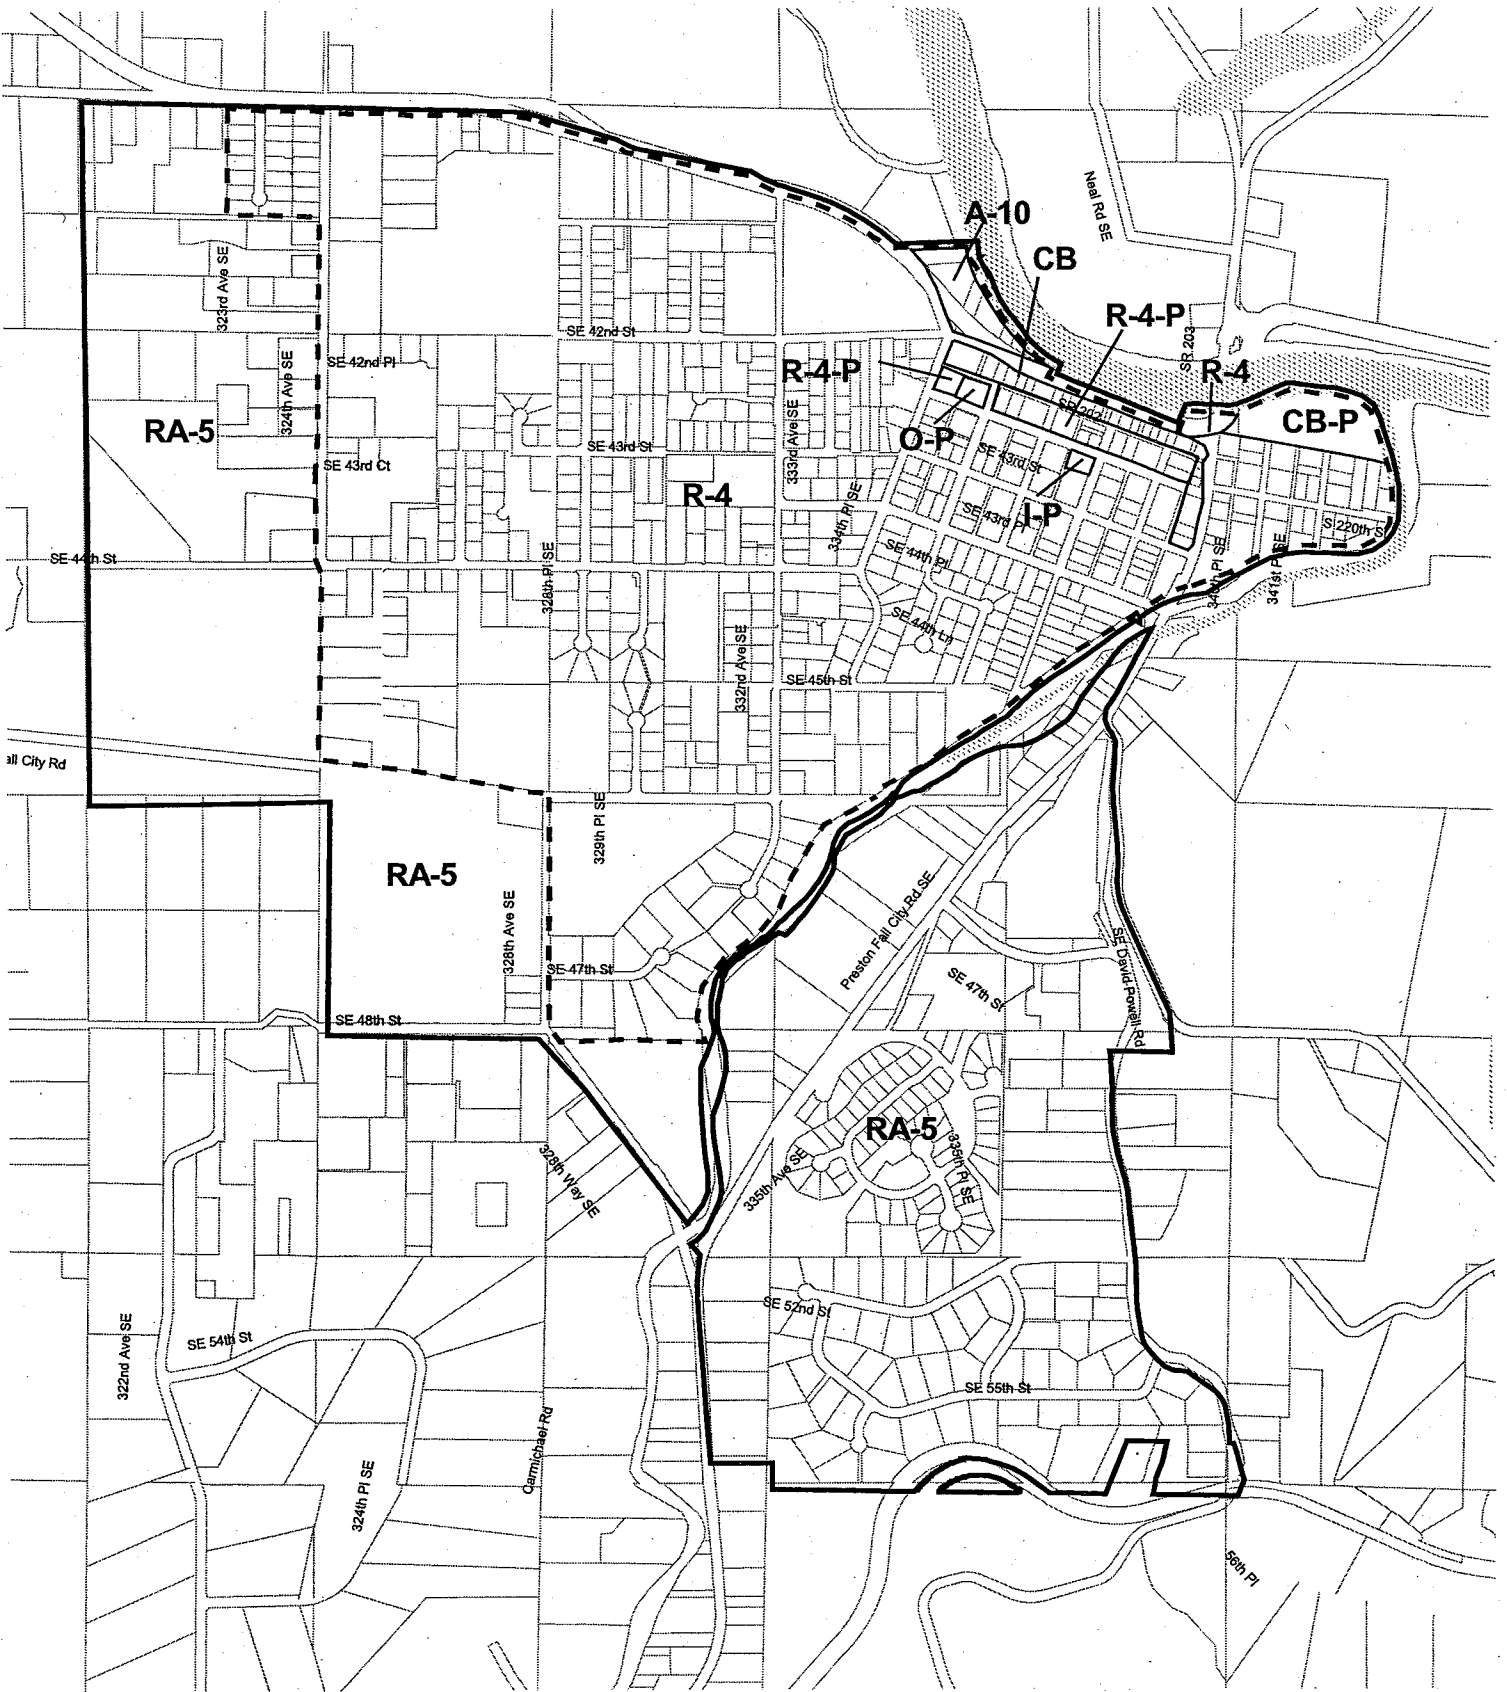 Neal Rd SE
A-10
CB
323rd Ave SE
R-4-P
SR 203
SE 42nd St
SE 42nd Pl
324th Ave SE
R-4-P
R-4
SR 202
CB-P
RA-5
333rd Ave SE
O-P
SE 43rd St
SE 43rd St
SE 43rd Ct
R-4
I-P
334th Pl SE
SE 43rd Pl
S 220th S
SE 44th St
SE 44th Pl
328th Pl SE
340th Pl SE
341st Pl SE
SE 44th Ln
332nd Ave SE
SE 45th St
all City Rd
329th Pl SE
RA-5
328th Ave SE
Preston Fall City Rd SE
SE 47th St
SE 47th St
SE David Powell Rd
SE 48th St
RA-5
328th Way SE
335th Ave SE
335th Pl SE
SE 52nd St
322nd Ave SE
SE 54th St
SE 55th St
Carmichael Rd
324th Pl SE
56th Pl